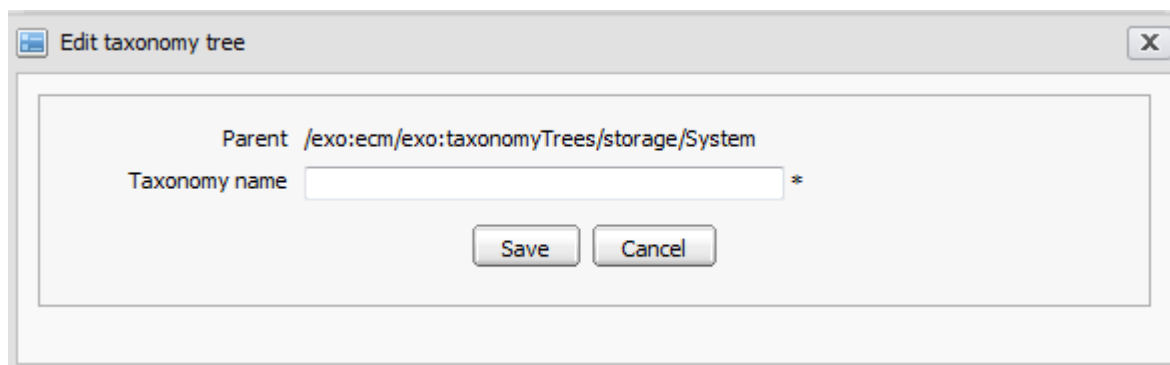 Edit taxonomy tree X
Parent /exo:ecm/exo:taxonomyTrees/storage/System
Taxonomy name *
Save Cancel